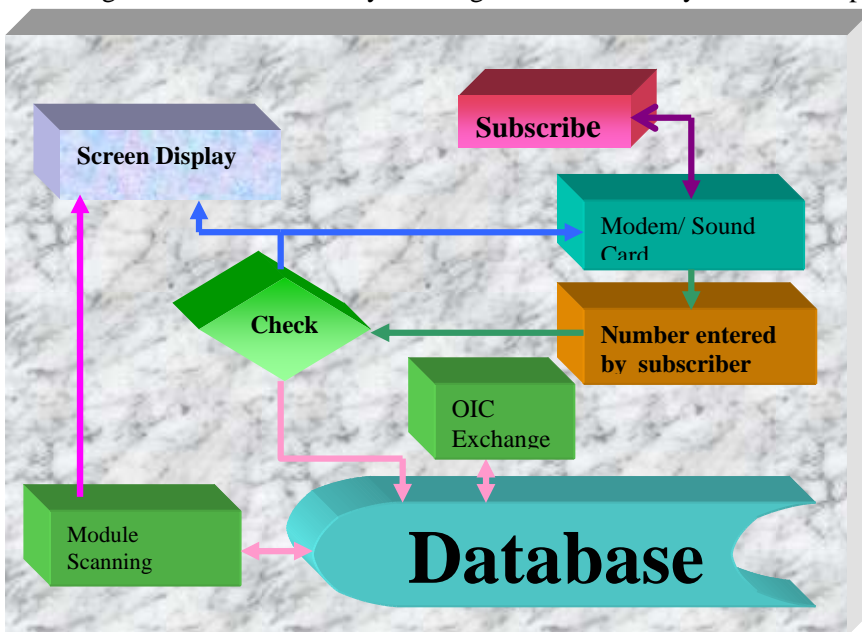 Screen Display
Subscribe
Modem/ Sound
Card
Check
Number entered
by subscriber
OIC
Exchange
Module
Scanning
Database